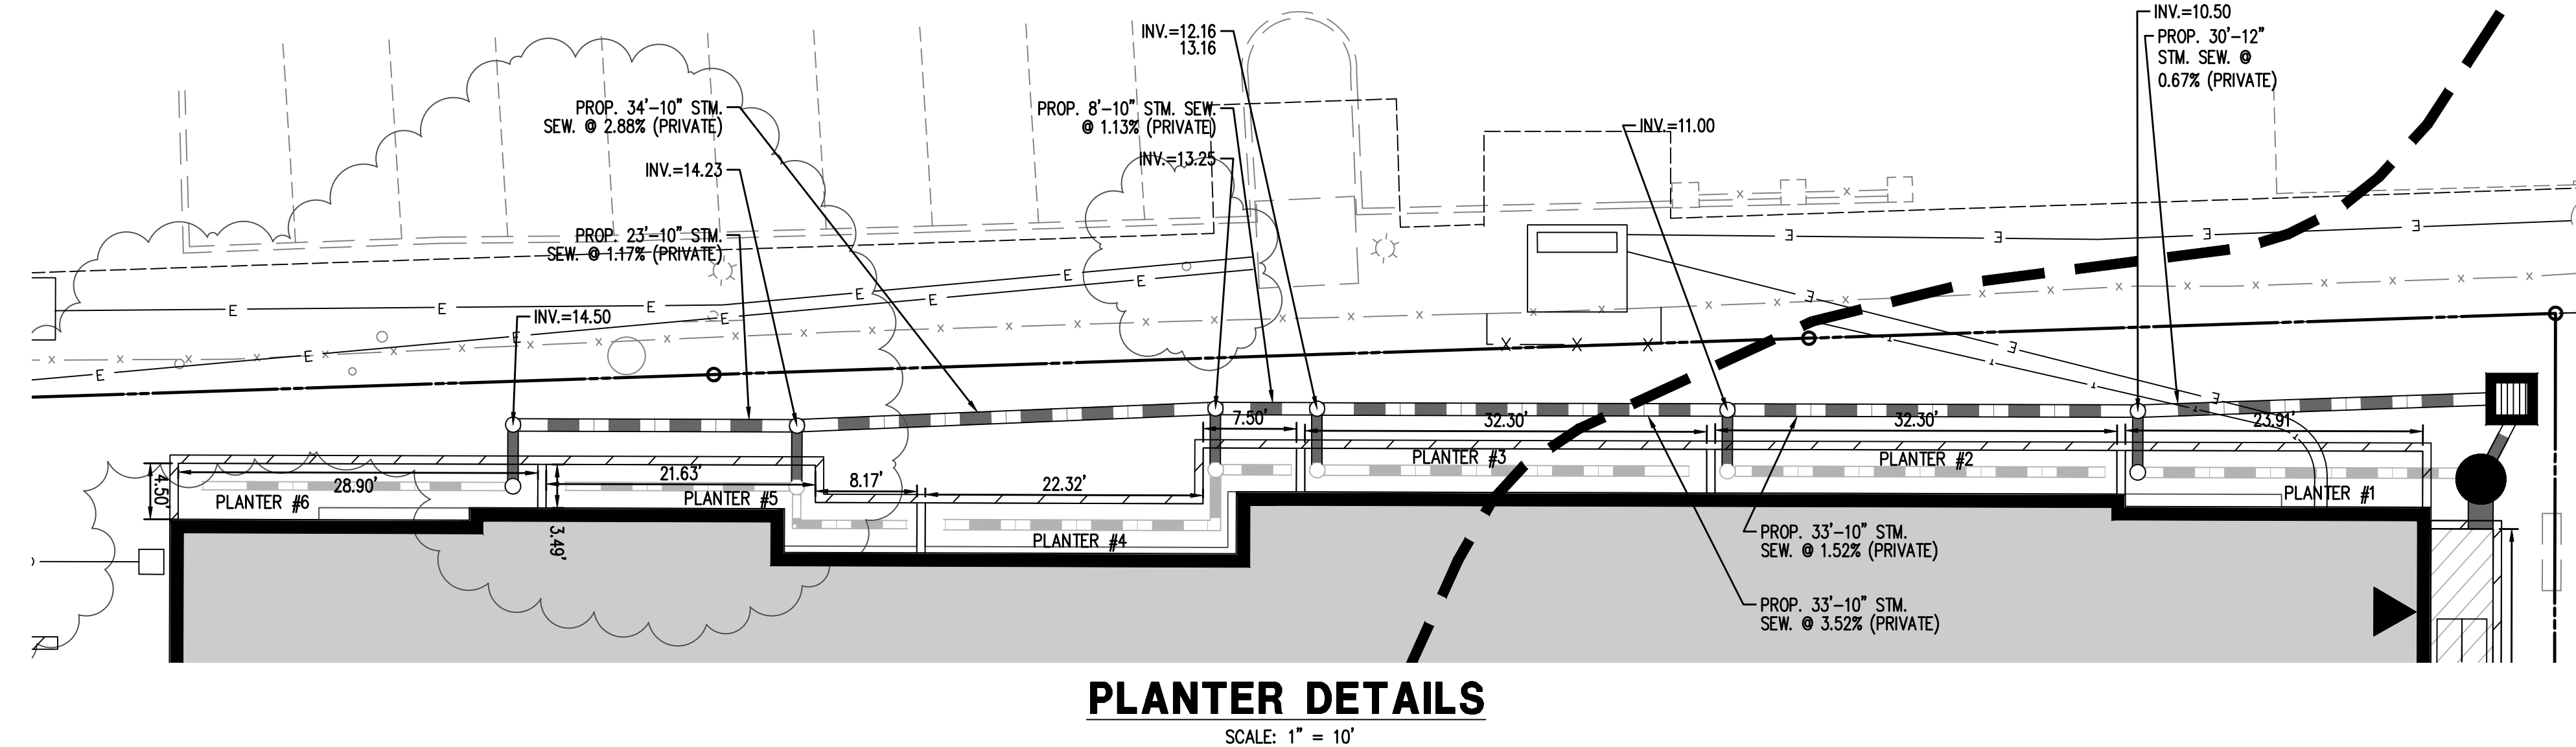 INV.=12.16
13.16
INV.=10.50
PROP. 30'-12"
STM. SEW. @
0.67% (PRIVATE)
PROP. 34'-10" STM.
SEW. @ 2.88% (PRIVATE)
PROP. 8'-10" STM. SEW.
@ 1.13% (PRIVATE)
INV.=11.00
INV.=14.23
INV.=13.25
PROP. 23'-10" STM.
SEW. @ 1.17% (PRIVATE)
INV.=14.50
E E E E E E E
E E E E E E E E
E E E
7.50'
32.30'
32.30'
23.91'
PLANTER #3
PLANTER #2
PLANTER #1
4.50'
28.90'
21.63'
8.17'
22.32'
PLANTER #6
PLANTER #5
3.49'
PLANTER #4
PROP. 33'-10" STM.
SEW. @ 1.52% (PRIVATE)
PROP. 33'-10" STM.
SEW. @ 3.52% (PRIVATE)
PLANTER DETAILS
SCALE: 1" = 10'